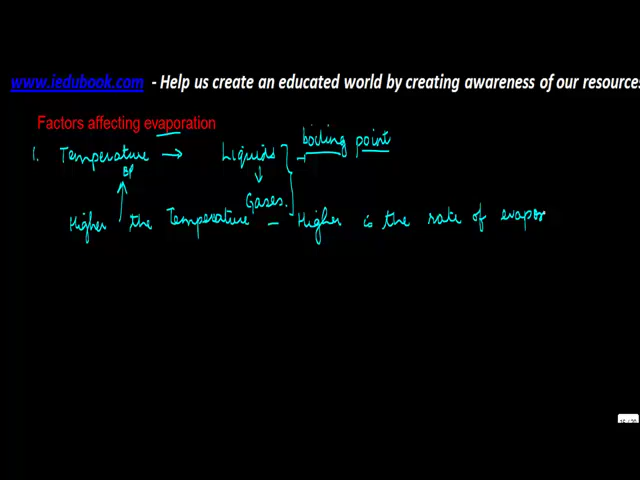 www.iedubook.com - Help us create an educated world by creating awareness of our resources
Factors affecting evaporation
1. Temperature → Liquids boiling point
BP ↓
Gases.
Higher the Temperature - Higher is the rate of evapor